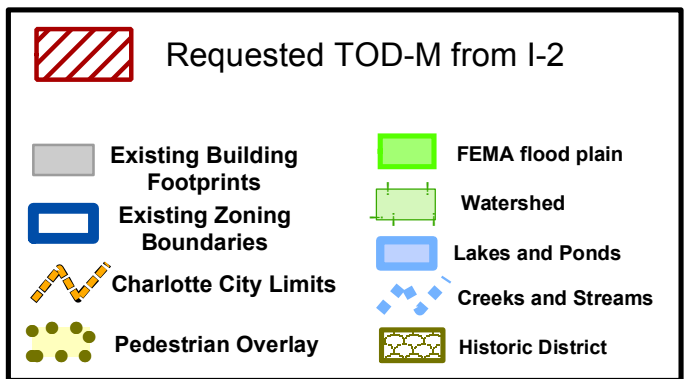 Requested TOD-M from I-2
Existing Building
Footprints
Existing Zoning
Boundaries
Charlotte City Limits
Pedestrian Overlay
FEMA flood plain
Watershed
Lakes and Ponds
Creeks and Streams
Historic District